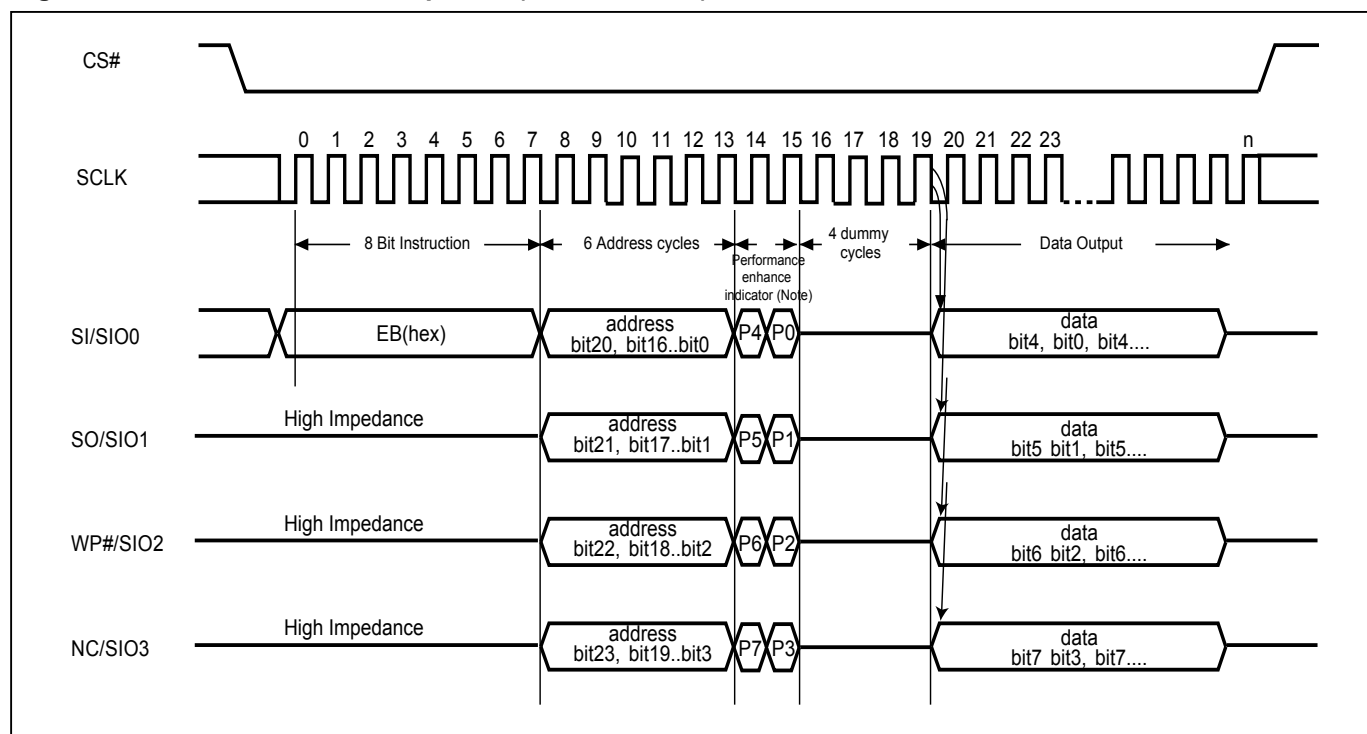 CS#
0 1 2 3 4 5 6 7 8 9 10 11 12 13 14 15 16 17 18 19 20 21 22 23 n
SCLK
8 Bit Instruction
6 Address cycles
Performance
enhance
indicator (Note)
4 dummy
cycles
Data Output
SI/SIO0
EB(hex)
address
bit20, bit16..bit0
P4 P0
data
bit4, bit0, bit4....
SO/SIO1
High Impedance
address
bit21, bit17..bit1
P5 P1
data
bit5 bit1, bit5....
WP#/SIO2
High Impedance
address
bit22, bit18..bit2
P6 P2
data
bit6 bit2, bit6....
NC/SIO3
High Impedance
address
bit23, bit19..bit3
P7 P3
data
bit7 bit3, bit7....